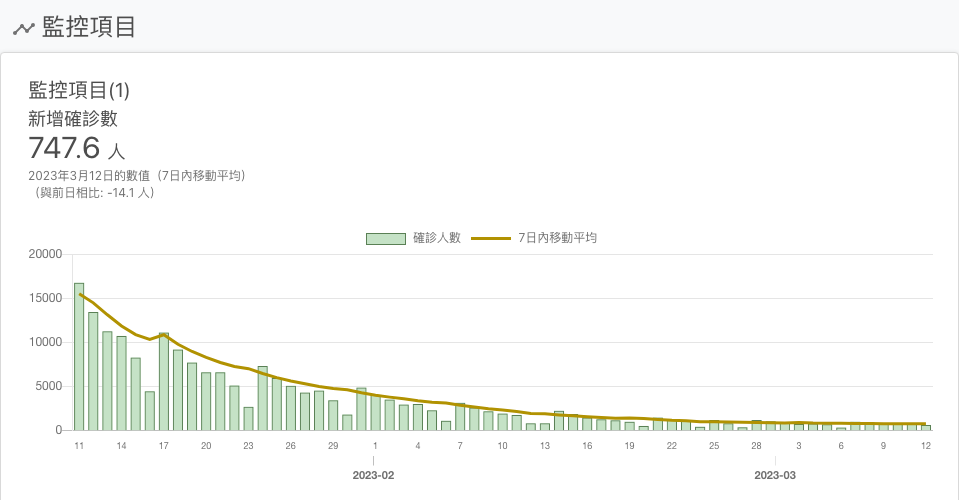 監控項目
監控項目(1)
新增確診數
747.6 人
2023年3月12日的數值（7日內移動平均）
（與前日相比: -14.1 人）
確診人數 7日內移動平均
20000
15000
10000
5000
0
11 14 17 20 23 26 29 1 4 7 10 13 16 19 22 25 28 3 6 9 12
2023-02 2023-03